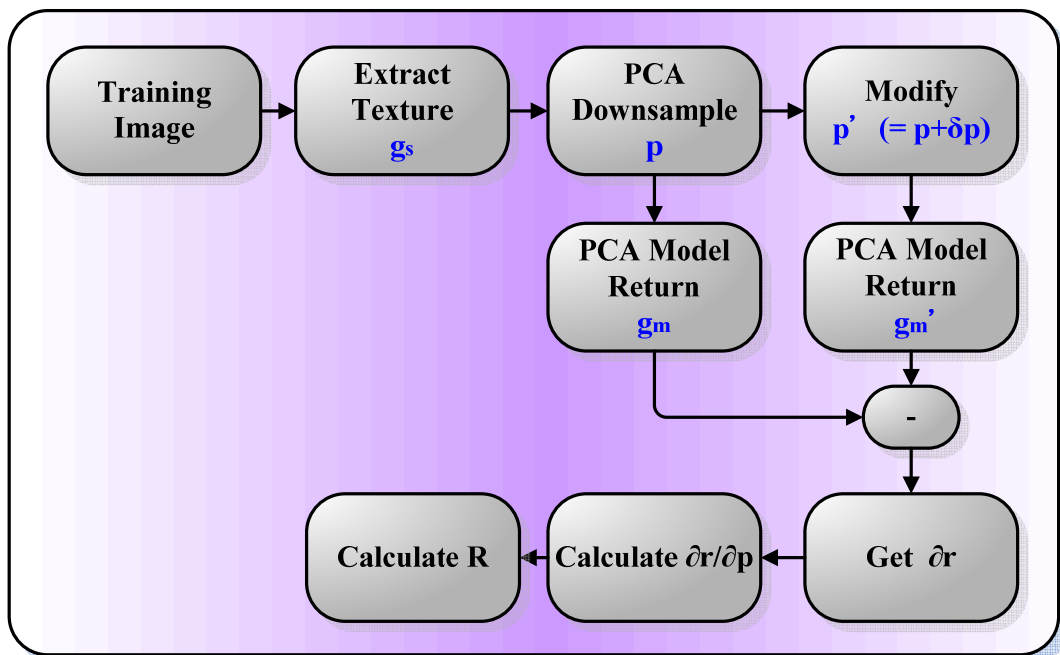 Training
Image
Extract
Texture
gs
PCA
Downsample
p
Modify
p’ (= p+δp)
PCA Model
Return
gm
PCA Model
Return
gm’
-
Calculate R
Calculate ∂r/∂p
Get ∂r